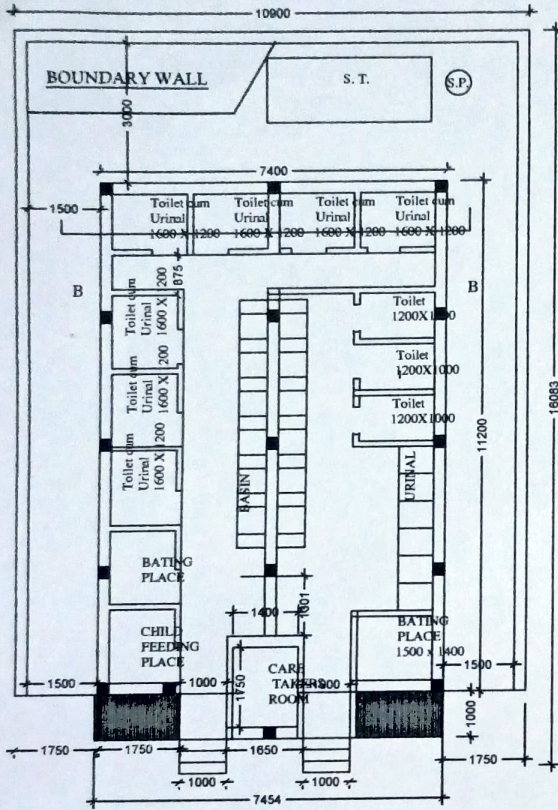 10900
BOUNDARY WALL
S. T.
S.P.
3000
7400
1500
Toilet cum
Urinal
1600 X 1200
Toilet cum
Urinal
1600 X 1200
Toilet cum
Urinal
1600 X 1200
Toilet cum
Urinal
1600 X 1200
875
B
B
Toilet cum
Urinal
1600 X 1200
Toilet cum
Urinal
1600 X 1200
Toilet cum
Urinal
1600 X 1200
Toilet
1200X1000
Toilet
1200X1000
Toilet
1200X1000
16083
11200
BASIN
URINAL
BATING
PLACE
1001
1400
CHILD
FEEDING
PLACE
BATING
PLACE
1500 x 1400
CARE
TAKERS
ROOM
1750
1500
1000
1500
1000
1750
1750
1650
1750
1000
1000
7454